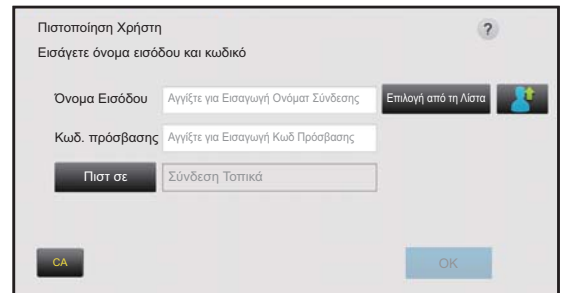 Πιστοποίηση Χρήστη ?
Εισάγετε όνομα εισόδου και κωδικό
Όνομα Εισόδου Αγγίξτε για Εισαγωγή Ονόματ Σύνδεσης Επιλογή από τη Λίστα
Κωδ. πρόσβασης Αγγίξτε για Εισαγωγή Κωδ Πρόσβασης
Πιστ σε Σύνδεση Τοπικά
CA OK